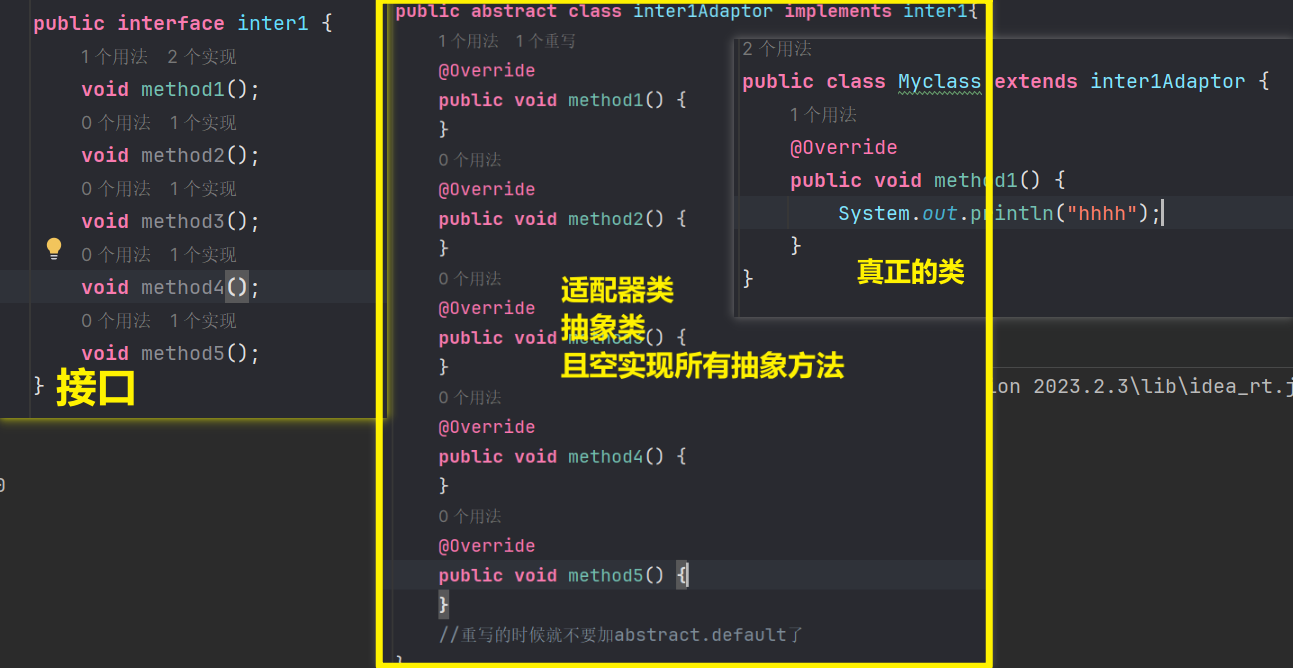 public interface inter1 {
1 个用法 2 个实现
void method1();
0 个用法 1 个实现
void method2();
0 个用法 1 个实现
void method3();
0 个用法 1 个实现
void method4();
0 个用法 1 个实现
void method5();
}
接口
public abstract class inter1Adaptor implements inter1{
1 个用法 1 个重写
@Override
public void method1() {
}
0 个用法
@Override
public void method2() {
}
0 个用法
@Override
public void method3() {
}
0 个用法
@Override
public void method4() {
}
0 个用法
@Override
public void method5() {
}
//重写的时候就不要加abstract.default了
}
适配器类
抽象类
且空实现所有抽象方法
2 个用法
public class Myclass extends inter1Adaptor {
1 个用法
@Override
public void method1() {
System.out.println("hhhh");
}
}
真正的类
ion 2023.2.3\lib\idea_rt.j